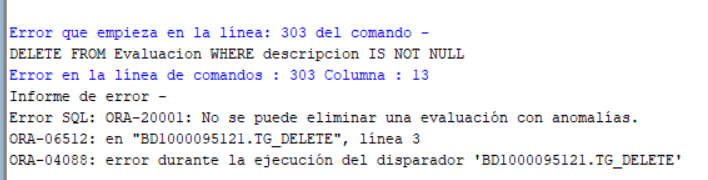 Error que empieza en la línea: 303 del comando -
DELETE FROM Evaluacion WHERE descripcion IS NOT NULL
Error en la línea de comandos : 303 Columna : 13
Informe de error -
Error SQL: ORA-20001: No se puede eliminar una evaluación con anomalías.
ORA-06512: en "BD1000095121.TG_DELETE", línea 3
ORA-04088: error durante la ejecución del disparador 'BD1000095121.TG_DELETE'